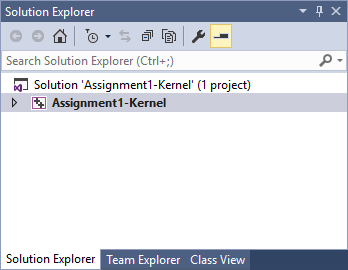 Solution Explorer
Search Solution Explorer (Ctrl+;)
Solution 'Assignment1-Kernel' (1 project)
Assignment1-Kernel
Solution Explorer Team Explorer Class View